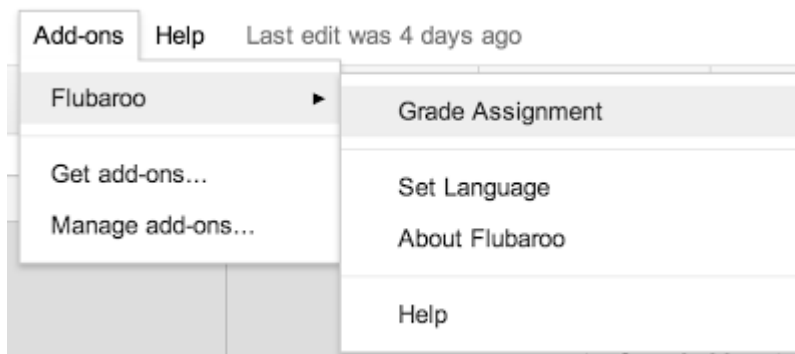 Add-ons Help Last edit was 4 days ago
Flubaroo ►
Grade Assignment
Get add-ons...
Set Language
Manage add-ons...
About Flubaroo
Help